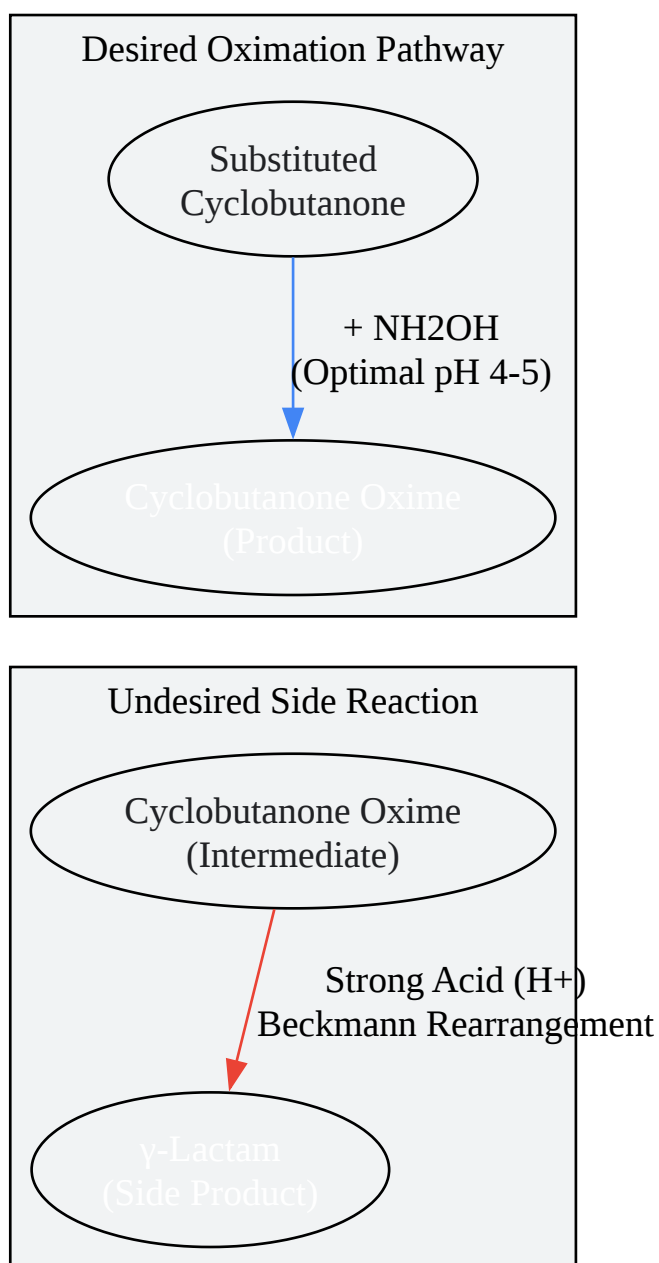 Desired Oximation Pathway
Substituted
Cyclobutanone
+ NH2OH
(Optimal pH 4-5)
Cyclobutanone Oxime
(Product)
Undesired Side Reaction
Cyclobutanone Oxime
(Intermediate)
Strong Acid (H+)
Beckmann Rearrangement
γ-Lactam
(Side Product)